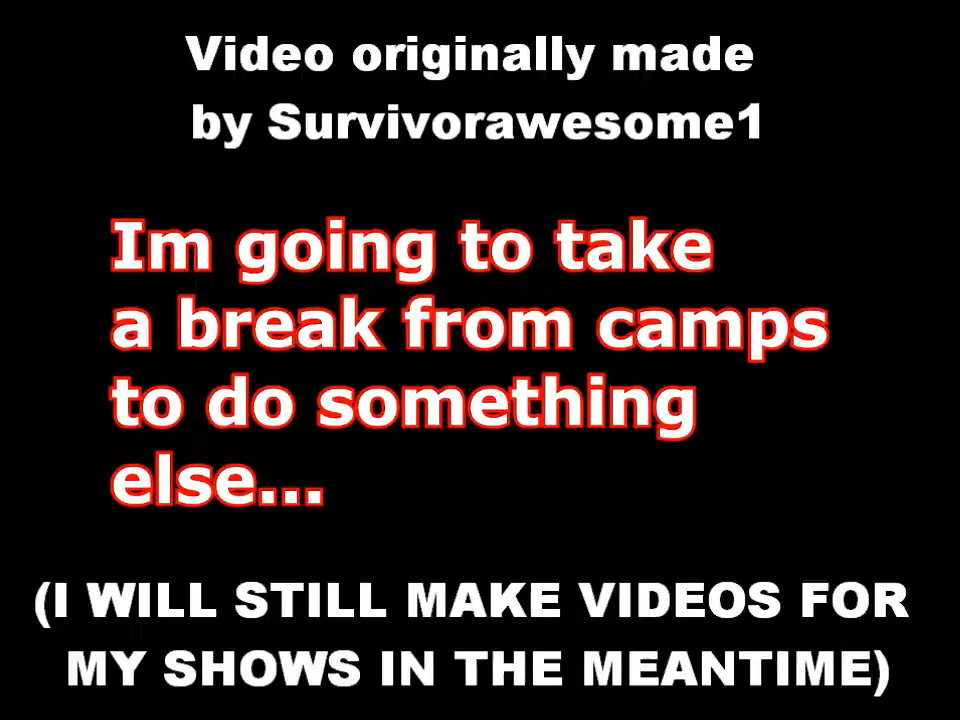 Video originally made
by Survivorawesome1
Im going to take
a break from camps
to do something
else...
(I WILL STILL MAKE VIDEOS FOR
MY SHOWS IN THE MEANTIME)